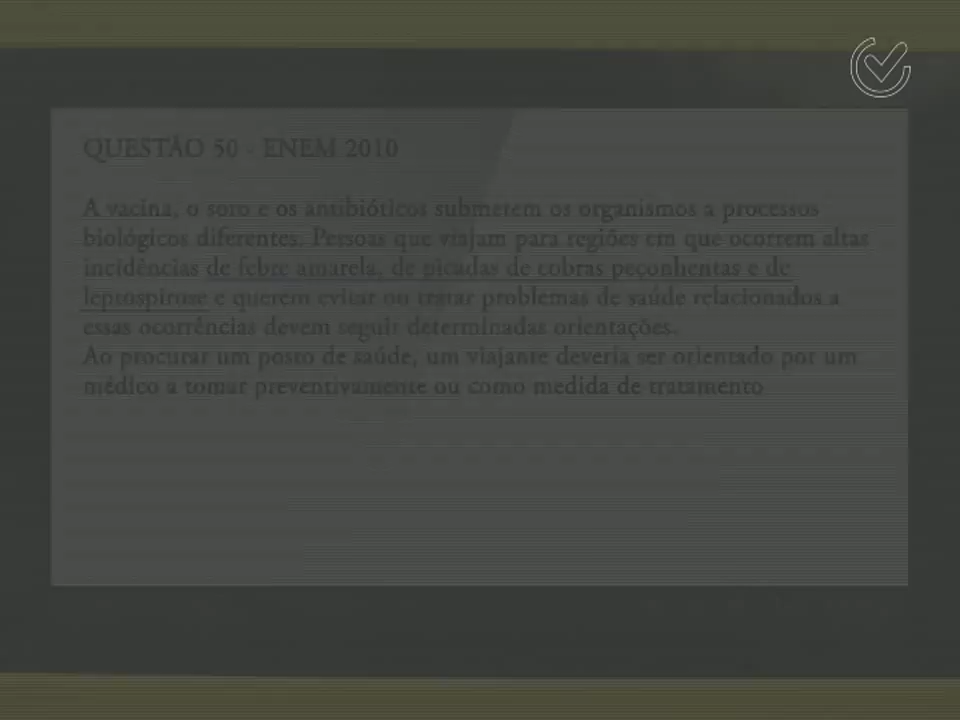 QUESTÃO 50 - ENEM 2010
A vacina, o soro e os antibióticos submetem os organismos a processos
biológicos diferentes. Pessoas que viajam para regiões em que ocorrem altas
incidências de febre amarela, de picadas de cobras peçonhentas e de
leptospirose e querem evitar ou tratar problemas de saúde relacionados a
essas ocorrências devem seguir determinadas orientações.
Ao procurar um posto de saúde, um viajante deveria ser orientado por um
médico a tomar preventivamente ou como medida de tratamento